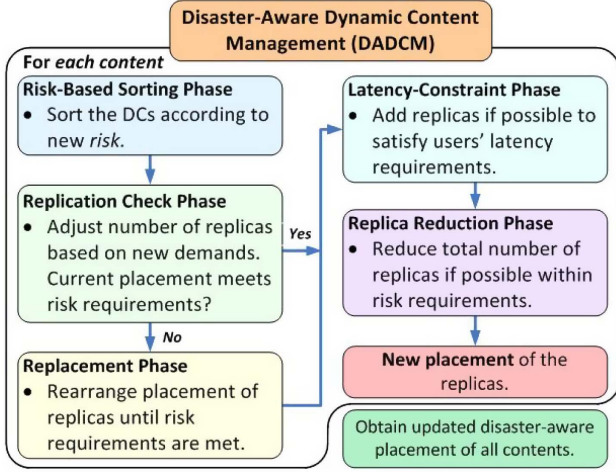 Disaster-Aware Dynamic Content
Management (DADCM)
For each content
Risk-Based Sorting Phase
• Sort the DCs according to
new risk.
Replication Check Phase
• Adjust number of replicas
based on new demands.
Current placement meets
risk requirements?
Yes
No
Replacement Phase
• Rearrange placement of
replicas until risk
requirements are met.
Latency-Constraint Phase
• Add replicas if possible to
satisfy users' latency
requirements.
Replica Reduction Phase
• Reduce total number of
replicas if possible within
risk requirements.
New placement of the
replicas.
Obtain updated disaster-aware
placement of all contents.